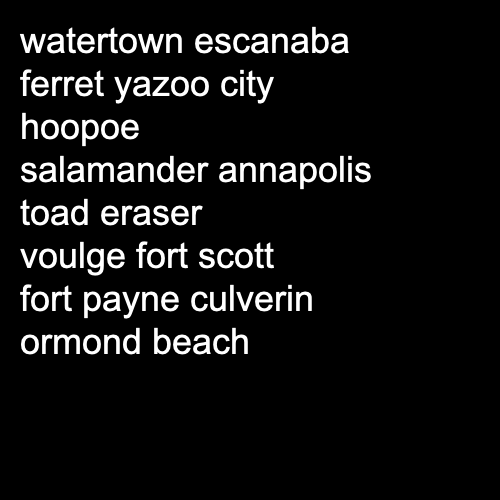 watertown escanaba
ferret yazoo city
hoopoe
salamander annapolis
toad eraser
voulge fort scott
fort payne culverin
ormond beach